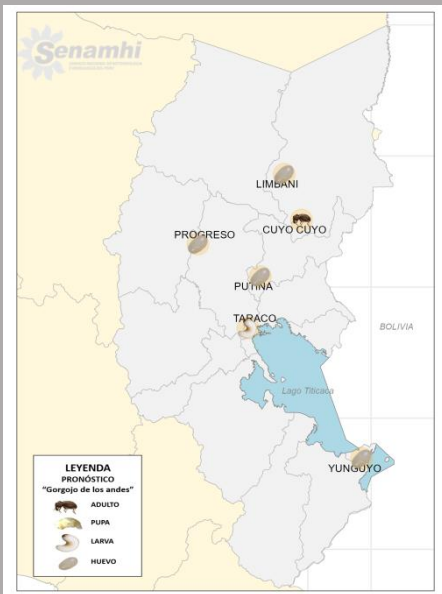 Senamhi
LIMBANI
CUYO CUYO
PROGRESO
PUTINA
TARACO
BOLIVIA
Lago Titicaca
YUNGUYO
LEYENDA
PRONÓSTICO
"Gorgojo de los andes"
ADULTO
PUPA
LARVA
HUEVO